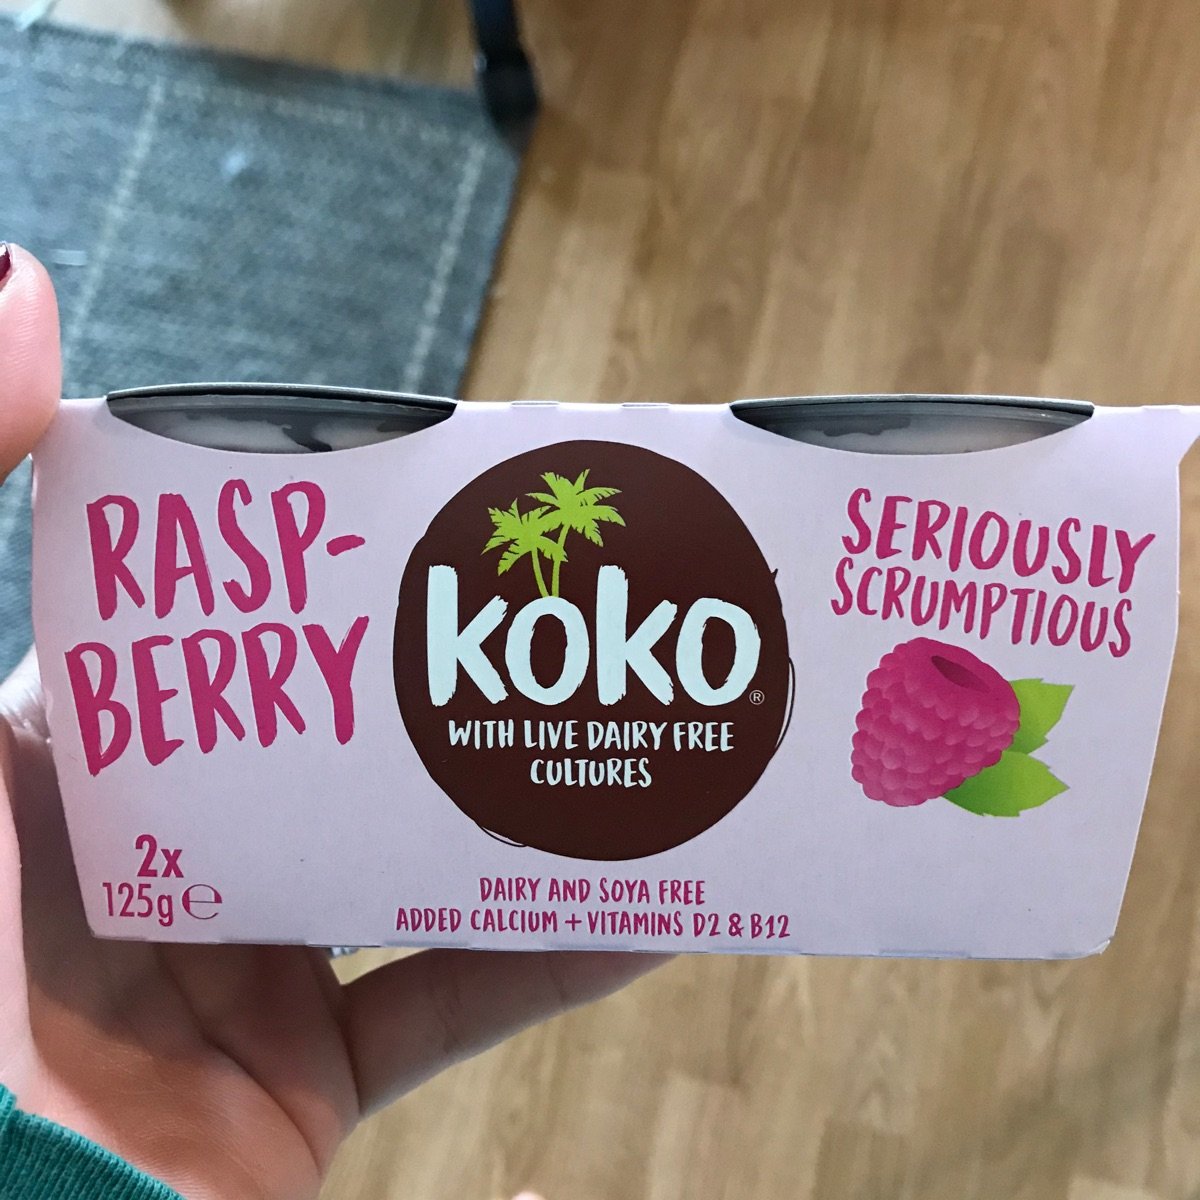 RASP-
BERRY
2x
125g ℮
koko®
WITH LIVE DAIRY FREE
CULTURES
DAIRY AND SOYA FREE
ADDED CALCIUM + VITAMINS D2 & B12
SERIOUSLY
SCRUMPTIOUS